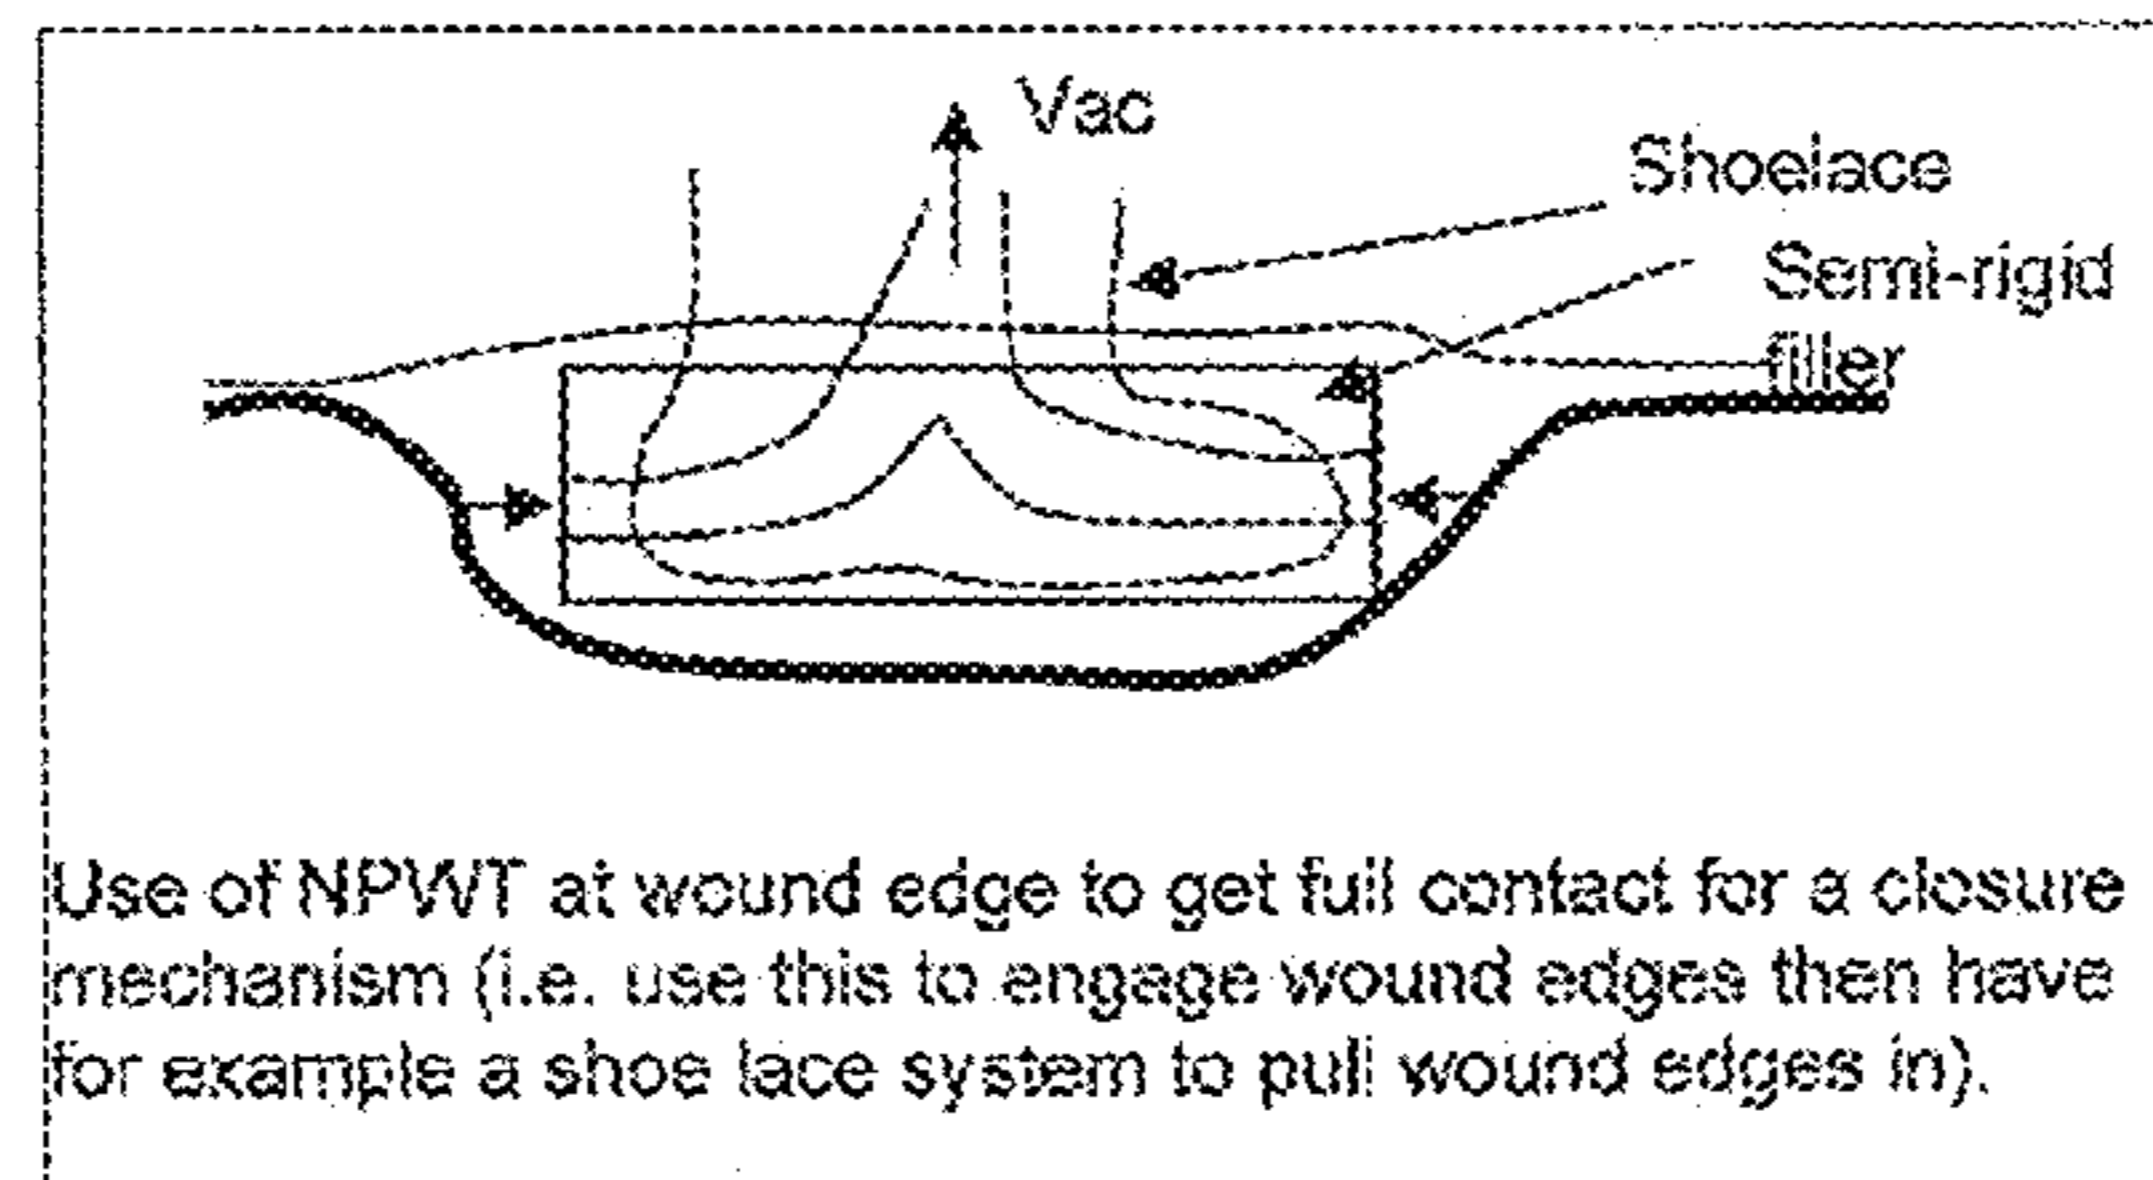 Vac
Shoelace
Semi-rigid
filler
Use of NPWT at wound edge to get full contact for a closure
mechanism (i.e. use this to engage wound edges then have
for example a shoe lace system to pull wound edges in).